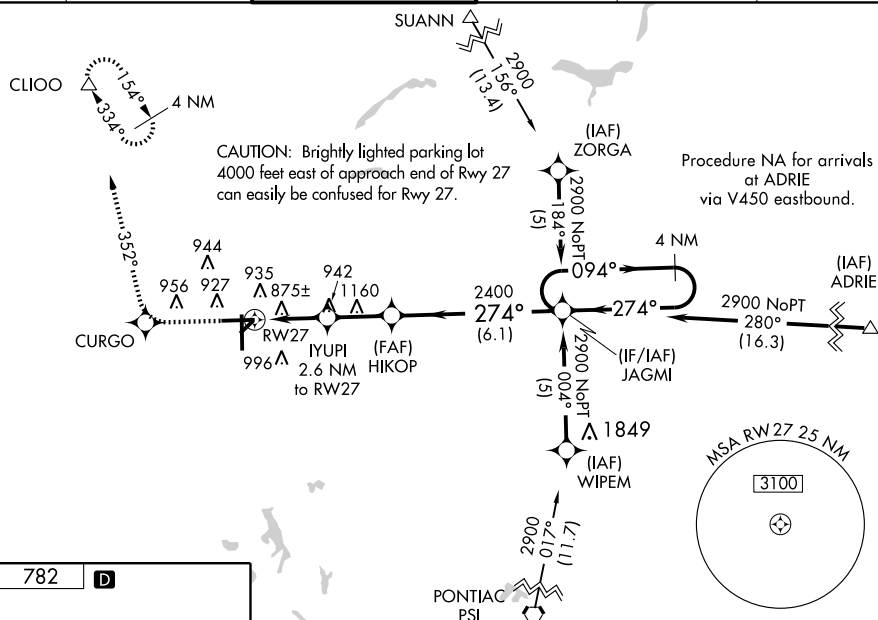 SUANN
2900
156°
(13.4)
CLIOO
154°
334°
4 NM
CAUTION: Brightly lighted parking lot
4000 feet east of approach end of Rwy 27
can easily be confused for Rwy 27.
(IAF)
ZORGA
Procedure NA for arrivals
at ADRIE
via V450 eastbound.
2900 NoPT
184°
(5)
4 NM
352°
094°
944
956
927
935
875±
942
1160
2400
274°
(6.1)
274°
2900 NoPT
280°
(16.3)
(IAF)
ADRIE
CURGO
RW27
996
IYUPI
2.6 NM
to RW27
(FAF)
HIKOP
(IF/IAF)
JAGMI
2900 NoPT
004°
(5)
1849
(IAF)
WIPEM
MSA RW27 25 NM
3100
2900
017°
(11.7)
782 D
PONTIAC
PSI